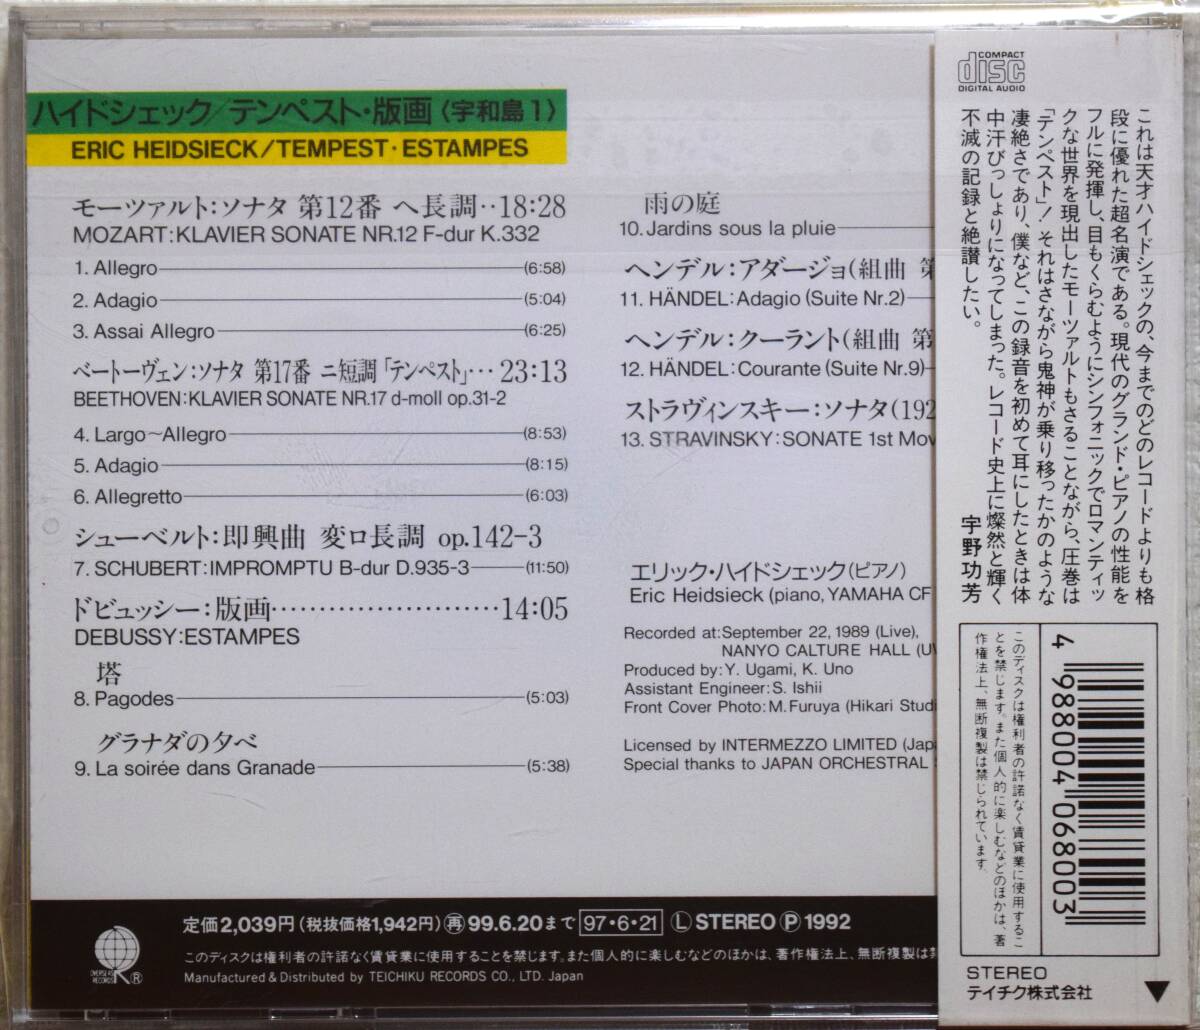 ハイドシェック/テンペスト・版画〈宇和島1〉
ERIC HEIDSIECK/TEMPEST・ESTAMPES
モーツァルト：ソナタ 第12番 ヘ長調‥18:28
MOZART:KLAVIER SONATE NR.12 F-dur K.332
1. Allegro (6:58)
2. Adagio (5:04)
3. Assai Allegro (6:25)
ベートーヴェン：ソナタ 第17番 ニ短調「テンペスト」…23:13
BEETHOVEN:KLAVIER SONATE NR.17 d-moll op.31-2
4. Largo〜Allegro (8:53)
5. Adagio (8:15)
6. Allegretto (6:03)
シューベルト：即興曲 変ロ長調 op.142-3
7. SCHUBERT:IMPROMPTU B-dur D.935-3 (11:50)
ドビュッシー：版画……………………14:05
DEBUSSY:ESTAMPES
塔
8. Pagodes (5:03)
グラナダの夕べ
9. La soirée dans Granade (5:38)
雨の庭
10. Jardins sous la pluie
ヘンデル：アダージョ(組曲 第
11. HÄNDEL:Adagio (Suite Nr.2)
ヘンデル：クーラント(組曲 第
12. HÄNDEL:Courante (Suite Nr.9)
ストラヴィンスキー：ソナタ(192
13. STRAVINSKY:SONATE 1st Mov
エリック・ハイドシェック(ピアノ)
Eric Heidsieck (piano, YAMAHA CF
Recorded at:September 22, 1989 (Live),
NANYO CALTURE HALL (UW
Produced by:Y. Ugami, K. Uno
Assistant Engineer:S. Ishii
Front Cover Photo:M. Furuya (Hikari Studi
Licensed by INTERMEZZO LIMITED (Japa
Special thanks to JAPAN ORCHESTRAL
定価2,039円(税抜価格1,942円) 再 99.6.20まで 97・6・21 Ⓛ STEREO Ⓟ 1992
このディスクは権利者の許諾なく賃貸業に使用することを禁じます。また個人的に楽しむなどのほかは、著作権法上、無断複製は禁
Manufactured & Distributed by TEICHIKU RECORDS CO., LTD. Japan
OVERSEAS RECORDS ®
COMPACT
disc
DIGITAL AUDIO
これは天才ハイドシェックの、今までのどのレコードよりも格
段に優れた超名演である。現代のグランド・ピアノの性能を
フルに発揮し、目もくらむようにシンフォニックでロマンティッ
クな世界を現出したモーツァルトもさることながら、圧巻は
「テンペスト」！それはさながら鬼神が乗り移ったかのような
凄絶さであり、僕など、この録音を初めて耳にしたときは体
中汗びっしょりになってしまった。レコード史上に燦然と輝く
不滅の記録と絶讃したい。
宇野功芳
このディスクは権利者の許諾なく賃貸業に使用するこ
とを禁じます。また個人的に楽しむなどのほかは、著
作権法上、無断複製は禁じられています。
4 988004 068003
STEREO
テイチク株式会社